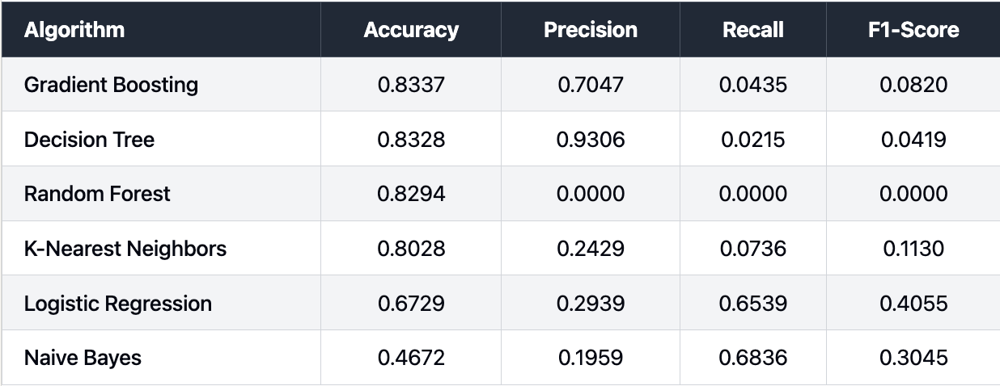 Algorithm Accuracy Precision Recall F1-Score
Gradient Boosting 0.8337 0.7047 0.0435 0.0820
Decision Tree 0.8328 0.9306 0.0215 0.0419
Random Forest 0.8294 0.0000 0.0000 0.0000
K-Nearest Neighbors 0.8028 0.2429 0.0736 0.1130
Logistic Regression 0.6729 0.2939 0.6539 0.4055
Naive Bayes 0.4672 0.1959 0.6836 0.3045